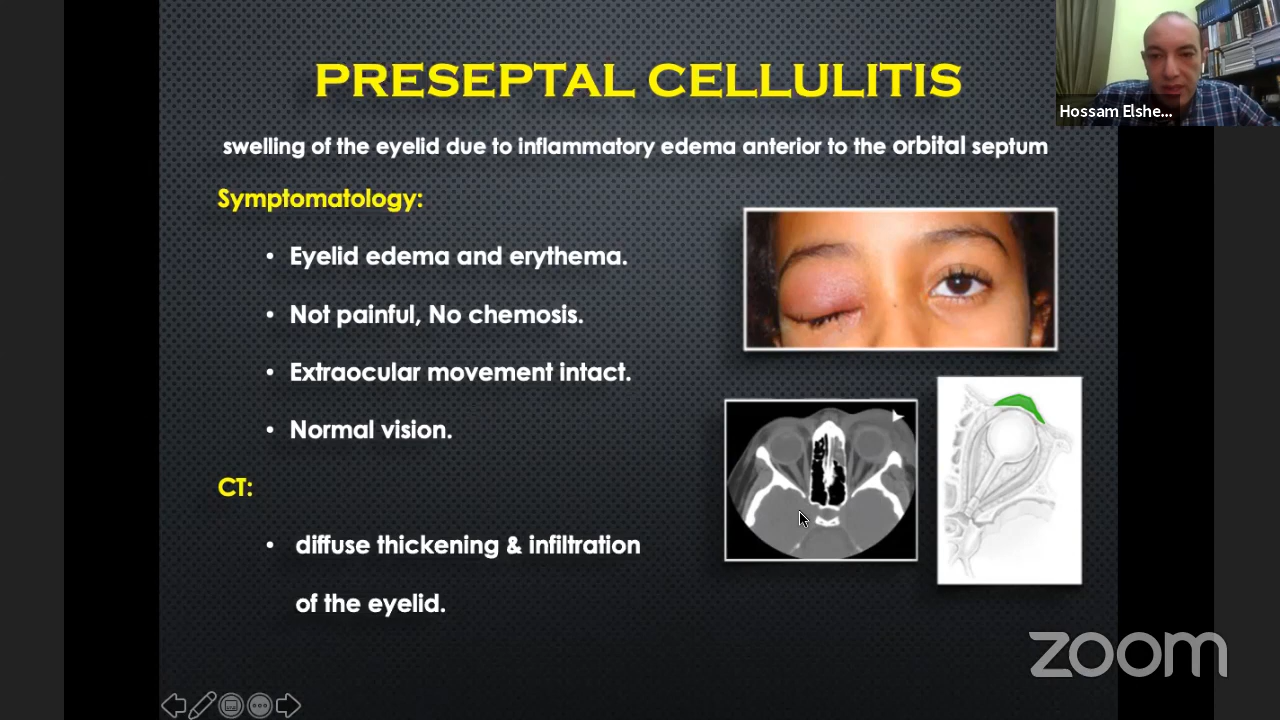 PRESEPTAL CELLULITIS
Hossam Elshe...
swelling of the eyelid due to inflammatory edema anterior to the orbital septum
Symptomatology:
• Eyelid edema and erythema.
• Not painful, No chemosis.
• Extraocular movement intact.
• Normal vision.
CT:
• diffuse thickening & infiltration
of the eyelid.
zoom